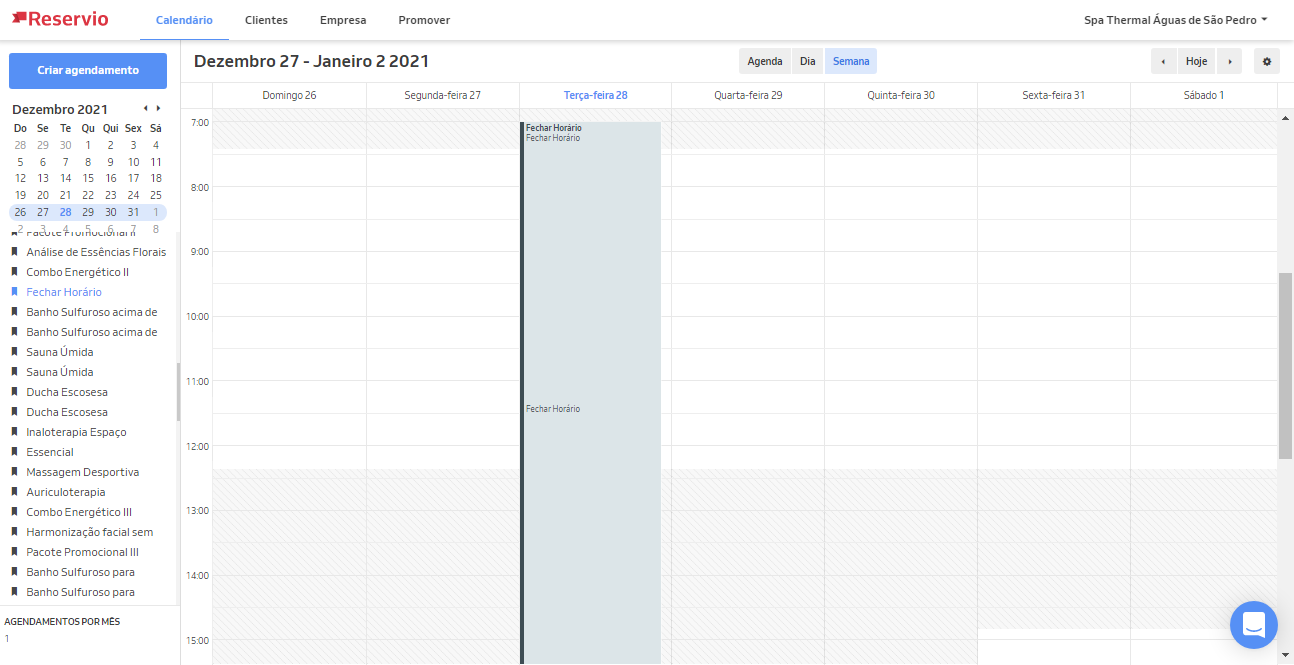 Reservio
Calendário Clientes Empresa Promover
Spa Thermal Águas de São Pedro
Criar agendamento
Dezembro 2021
Do Se Te Qu Qui Sex Sá
28 29 30 1 2 3 4
5 6 7 8 9 10 11
12 13 14 15 16 17 18
19 20 21 22 23 24 25
26 27 28 29 30 31 1
2 3 4 5 6 7 8
Pacote Promocional II
Análise de Essências Florais
Combo Energético II
Fechar Horário
Banho Sulfuroso acima de
Banho Sulfuroso acima de
Sauna Úmida
Sauna Úmida
Ducha Escosesa
Ducha Escosesa
Inaloterapia Espaço
Essencial
Massagem Desportiva
Auriculoterapia
Combo Energético III
Harmonização facial sem
Pacote Promocional III
Banho Sulfuroso para
Banho Sulfuroso para
AGENDAMENTOS POR MÊS
1
Dezembro 27 - Janeiro 2 2021
Agenda Dia Semana
Hoje
Domingo 26 Segunda-feira 27 Terça-feira 28 Quarta-feira 29 Quinta-feira 30 Sexta-feira 31 Sábado 1
7:00
Fechar Horário
Fechar Horário
8:00
9:00
10:00
11:00
Fechar Horário
12:00
13:00
14:00
15:00